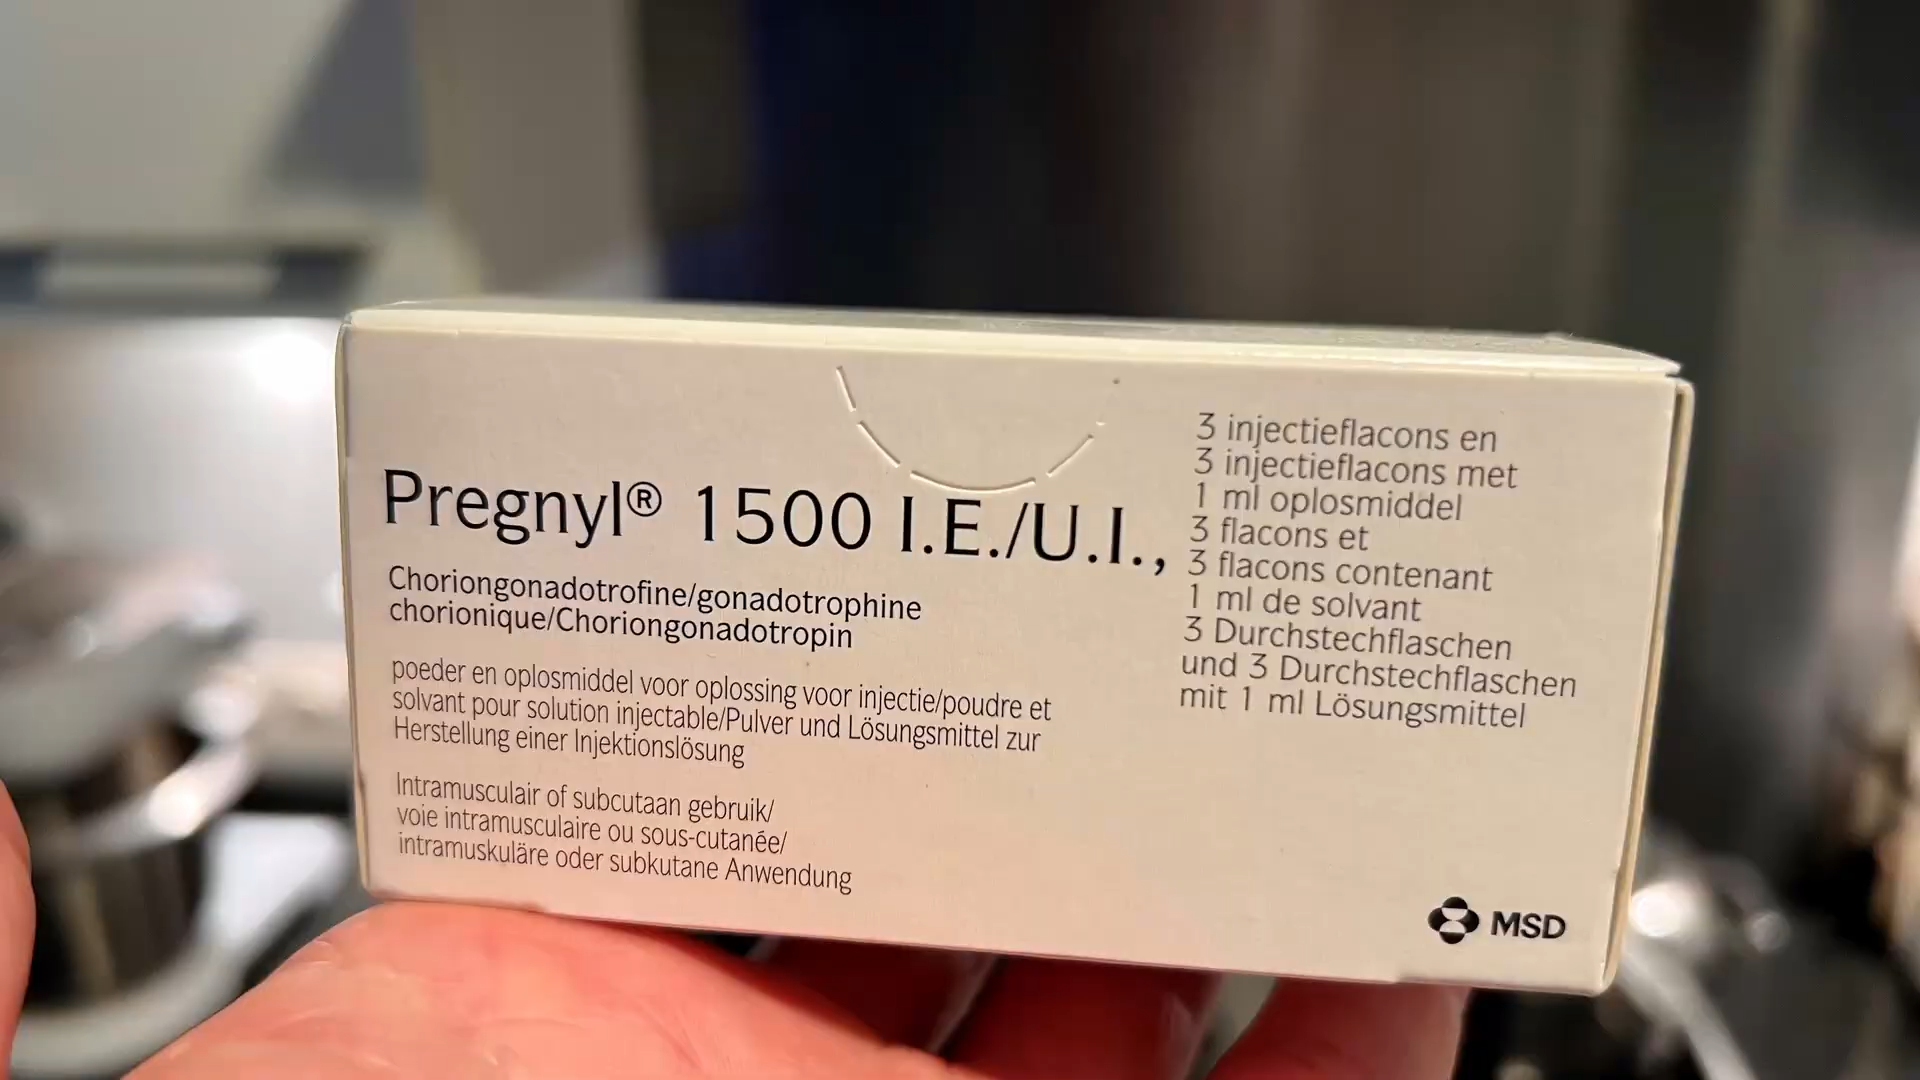 Pregnyl® 1500 I.E./U.I.,
Choriongonadotrofine/gonadotrophine
chorionique/Choriongonadotropin
poeder en oplosmiddel voor oplossing voor injectie/poudre et
solvant pour solution injectable/Pulver und Lösungsmittel zur
Herstellung einer Injektionslösung
Intramusculair of subcutaan gebruik/
voie intramusculaire ou sous-cutanée/
intramuskuläre oder subkutane Anwendung
3 injectieflacons en
3 injectieflacons met
1 ml oplosmiddel
3 flacons et
3 flacons contenant
1 ml de solvant
3 Durchstechflaschen
und 3 Durchstechflaschen
mit 1 ml Lösungsmittel
MSD